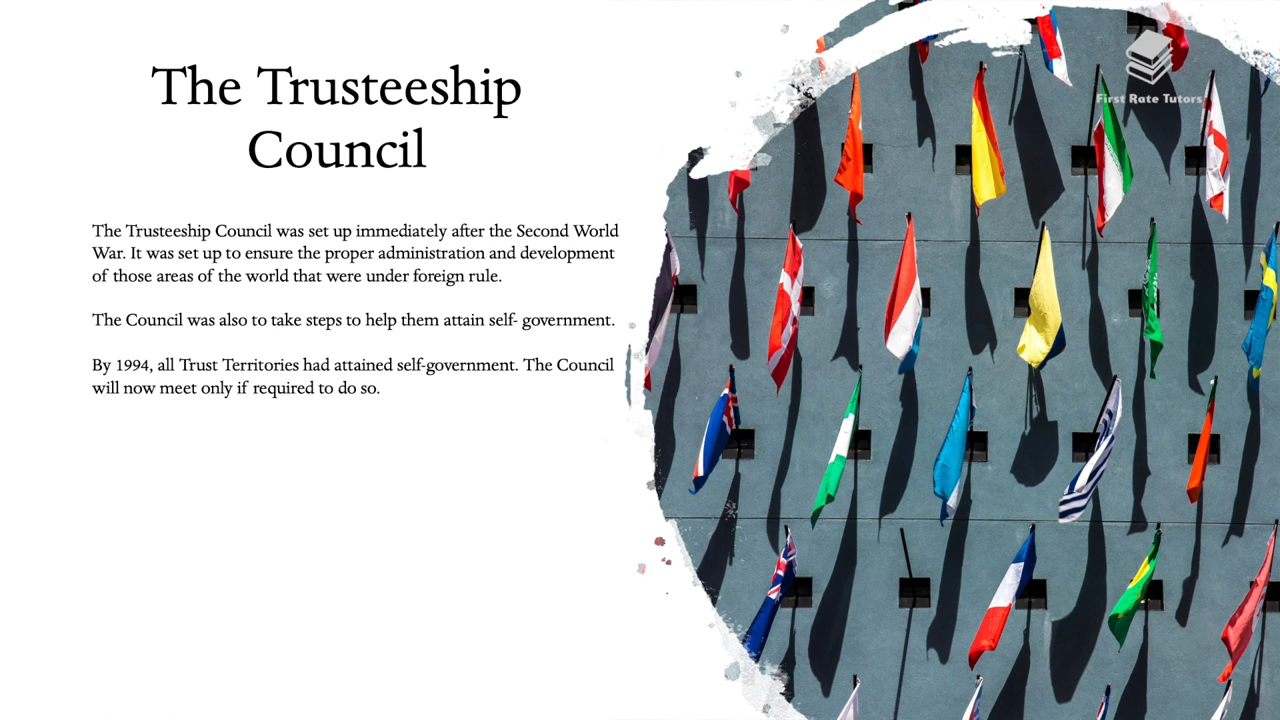 The Trusteeship
Council
First Rate Tutors
The Trusteeship Council was set up immediately after the Second World
War. It was set up to ensure the proper administration and development
of those areas of the world that were under foreign rule.
The Council was also to take steps to help them attain self- government.
By 1994, all Trust Territories had attained self-government. The Council
will now meet only if required to do so.